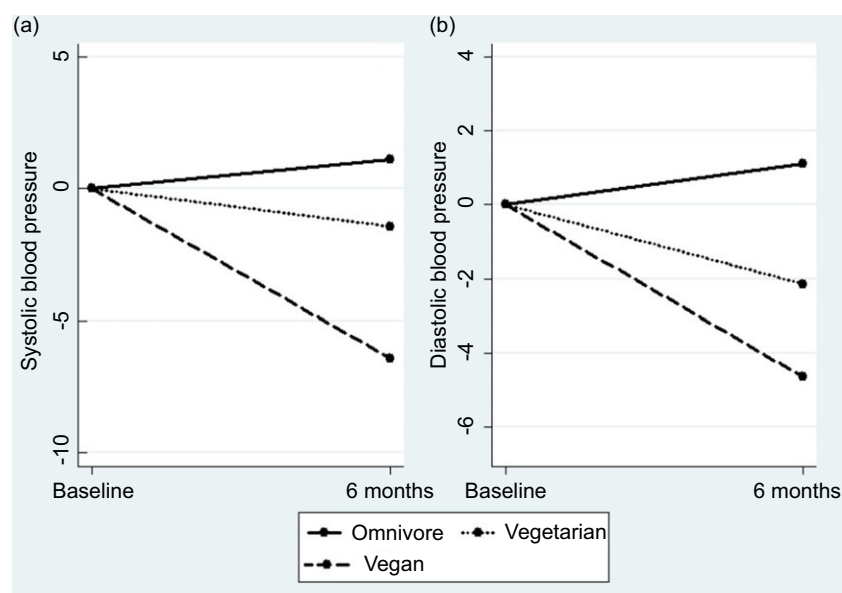 (a)
Systolic blood pressure
5
0
-5
-10
Baseline 6 months
(b)
Diastolic blood pressure
4
2
0
-2
-4
-6
Baseline 6 months
Omnivore Vegetarian
Vegan